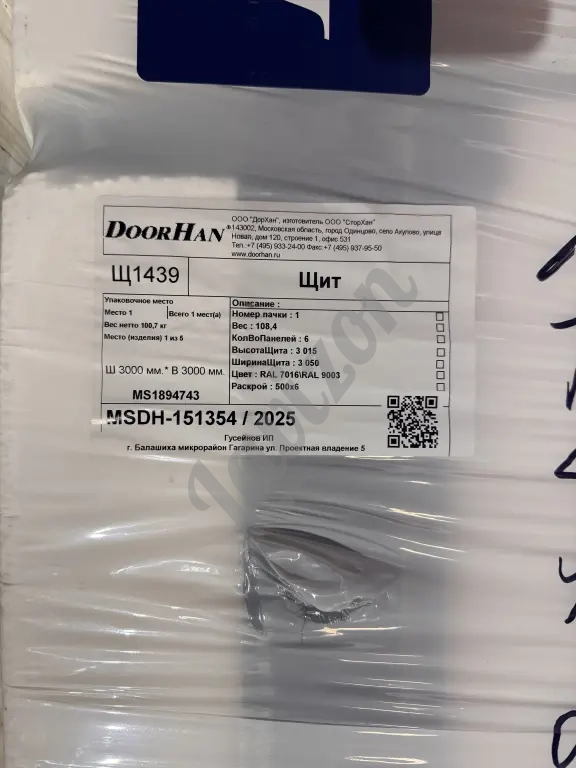 DOORHAN®
ООО "ДорХан", изготовитель ООО "СторХан"
143002, Московская область, город Одинцово, село Акулово, улица
Новая, дом 120, строение 1, офис 531
Тел.:+7 (495) 933-24-00 Факс:+7 (495) 937-95-50
www.doorhan.ru
Щ1439
Щит
Упаковочное место
Место 1 Всего 1 мест(а)
Вес нетто 100,7 кг
Место (изделия) 1 из 5
Ш 3000 мм.* В 3000 мм.
MS1894743
Описание :
Номер пачки : 1
Вес : 108,4
КолВоПанелей : 6
ВысотаЩита : 3 015
ШиринаЩита : 3 050
Цвет : RAL 7016\RAL 9003
Раскрой : 500x6
MSDH-151354 / 2025
Гусейнов ИП
г. Балашиха микрорайон Гагарина ул. Проектная владение 5